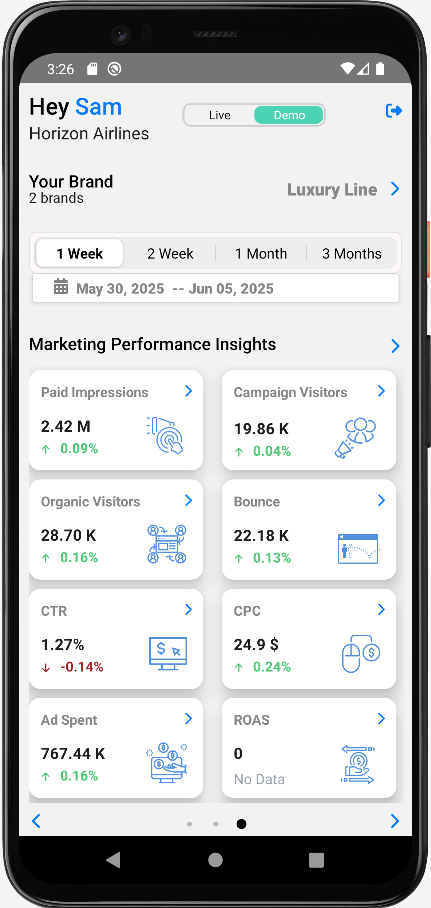 3:26
Hey Sam
Live Demo
Horizon Airlines
Your Brand
2 brands
Luxury Line
1 Week 2 Week 1 Month 3 Months
May 30, 2025 -- Jun 05, 2025
Marketing Performance Insights
Paid Impressions
2.42 M
0.09%
Campaign Visitors
19.86 K
0.04%
Organic Visitors
28.70 K
0.16%
Bounce
22.18 K
0.13%
CTR
1.27%
-0.14%
CPC
24.9 $
0.24%
Ad Spent
767.44 K
0.16%
ROAS
0
No Data